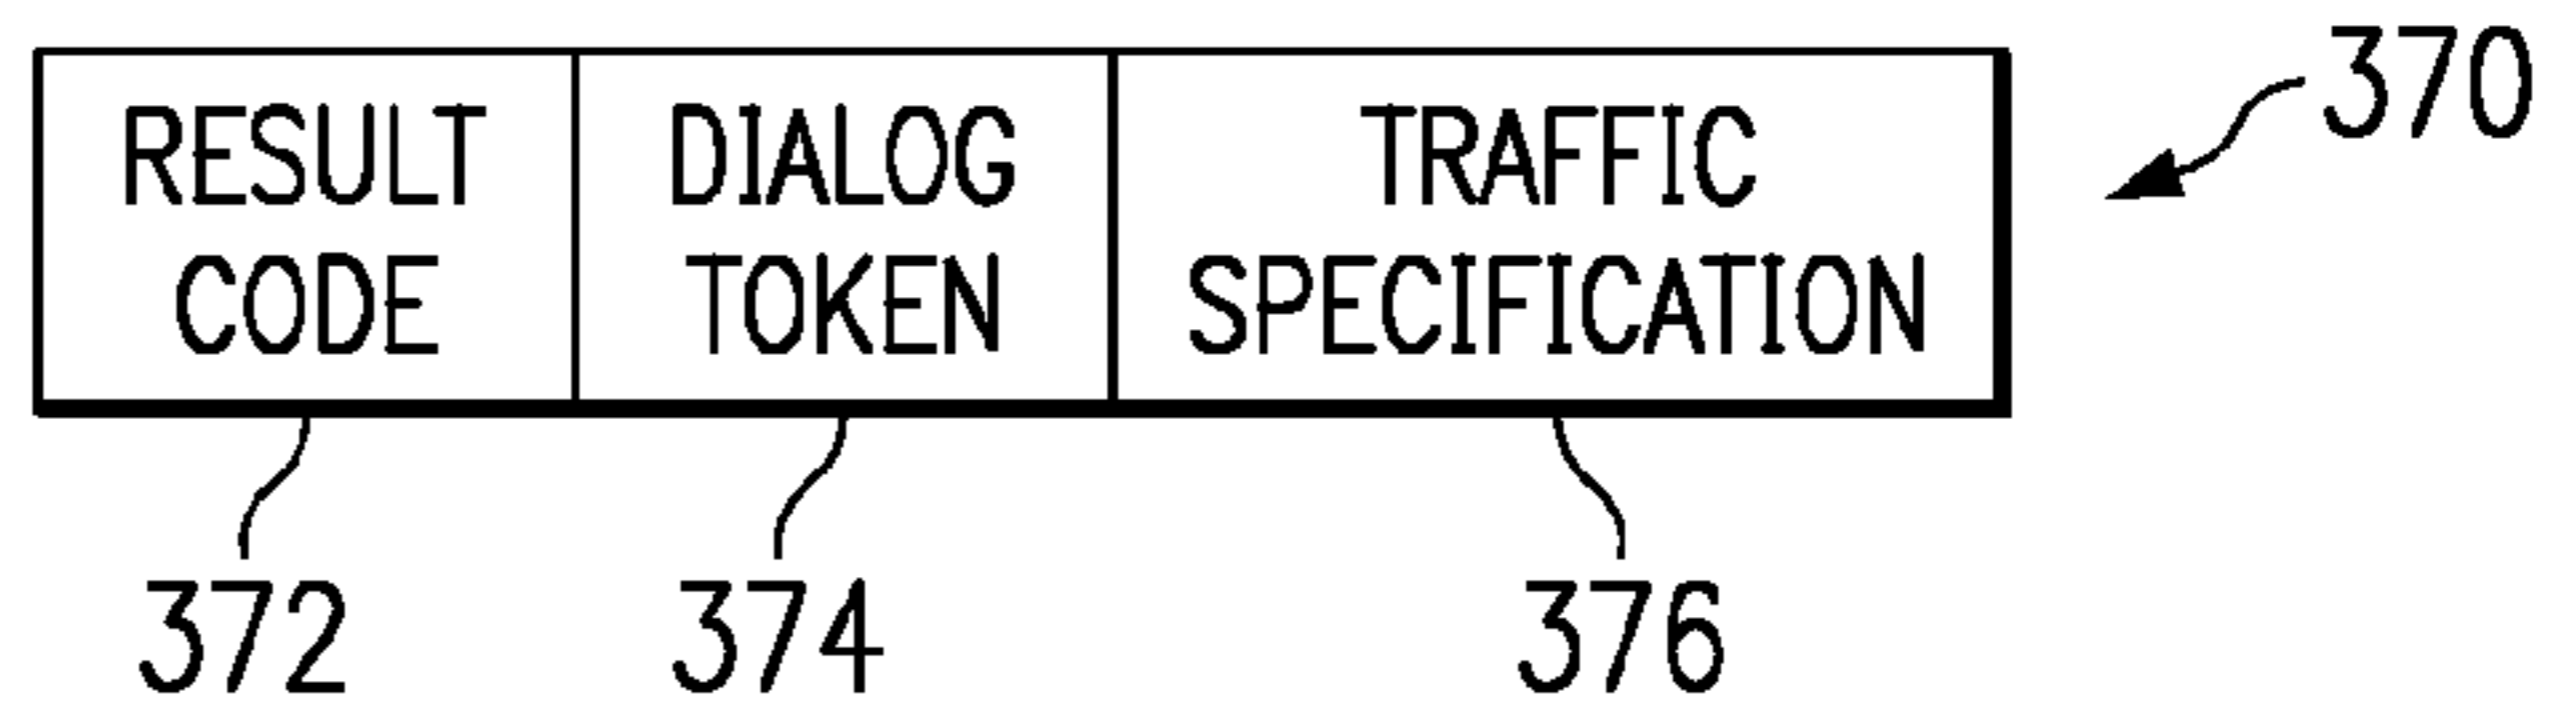 RESULT CODE
DIALOG TOKEN
TRAFFIC SPECIFICATION
370
372
374
376